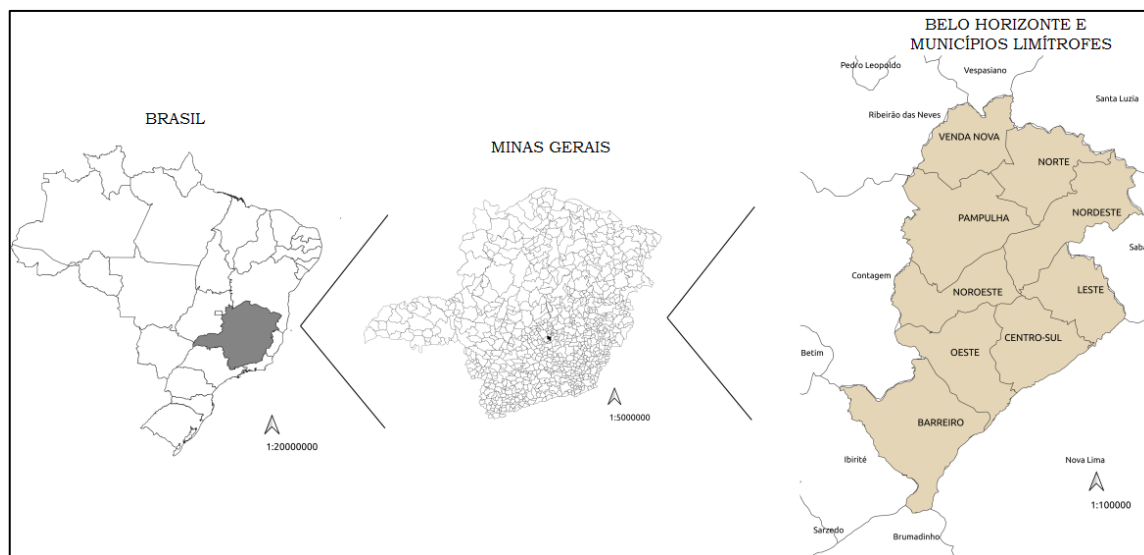 BRASIL
1:20000000
MINAS GERAIS
1:5000000
BELO HORIZONTE E
MUNICÍPIOS LIMÍTROFES
Pedro Leopoldo
Vespasiano
Santa Luzia
Ribeirão das Neves
VENDA NOVA
NORTE
PAMPULHA
NORDESTE
Saba
Contagem
NOROESTE
LESTE
OESTE
CENTRO-SUL
Betim
BARREIRO
Ibirité
Nova Lima
1:100000
Sarzedo
Brumadinho